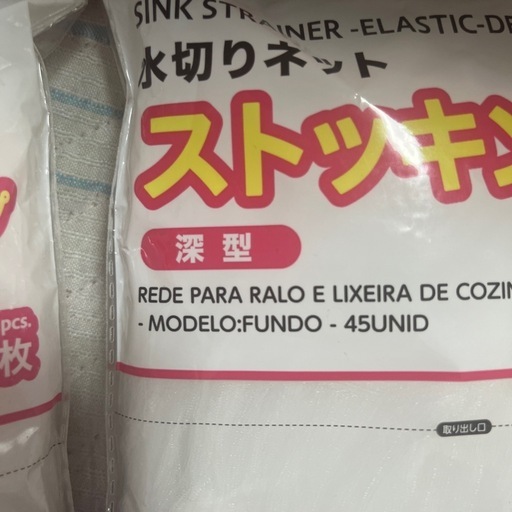 SINK STRAINER -ELASTIC-DE
水切りネット
ストッキン
深型
REDE PARA RALO E LIXEIRA DE COZIN
- MODELO:FUNDO - 45UNID
取り出し口
pcs.
枚